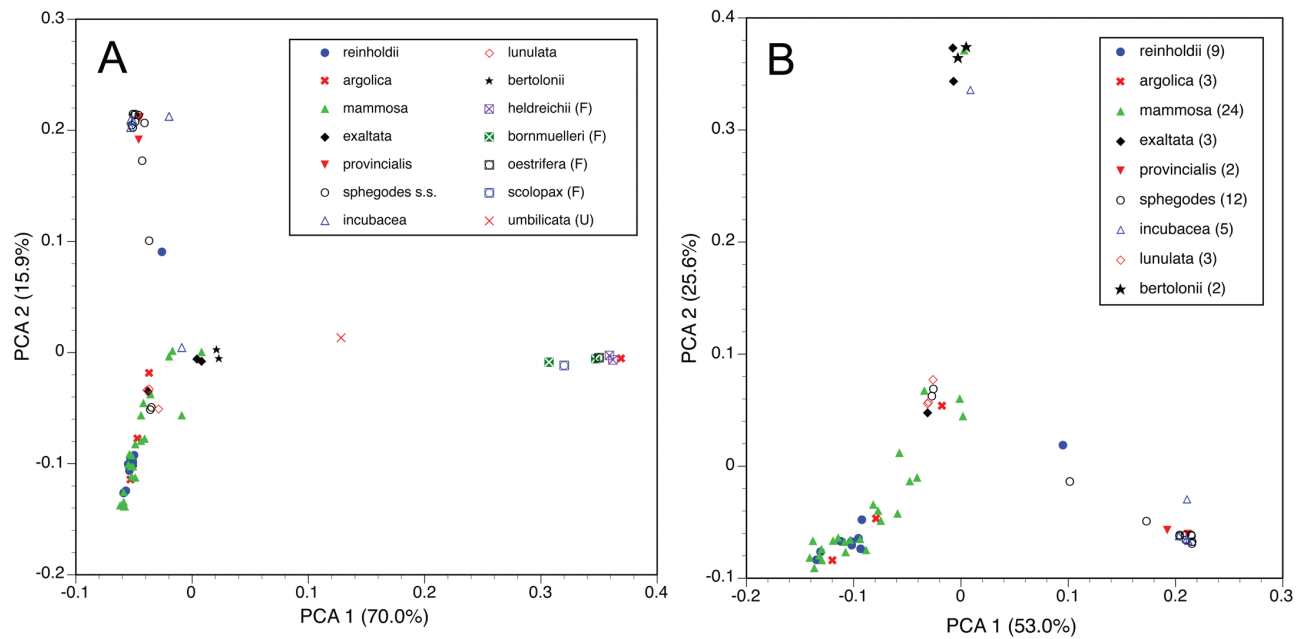 A
reinholdii
argolica
mammosa
exaltata
provincialis
sphegodes s.s.
incubacea
lunulata
bertolonii
heldreichii (F)
bornmuelleri (F)
oestrifera (F)
scolopax (F)
umbilicata (U)
0.3
0.2
0.1
0
-0.1
-0.2
PCA 2 (15.9%)
-0.1
0
0.1
0.2
0.3
0.4
PCA 1 (70.0%)
B
reinholdii (9)
argolica (3)
mammosa (24)
exaltata (3)
provincialis (2)
sphegodes (12)
incubacea (5)
lunulata (3)
bertolonii (2)
0.4
0.3
0.2
0.1
0
-0.1
PCA 2 (25.6%)
-0.2
-0.1
0
0.1
0.2
0.3
PCA 1 (53.0%)